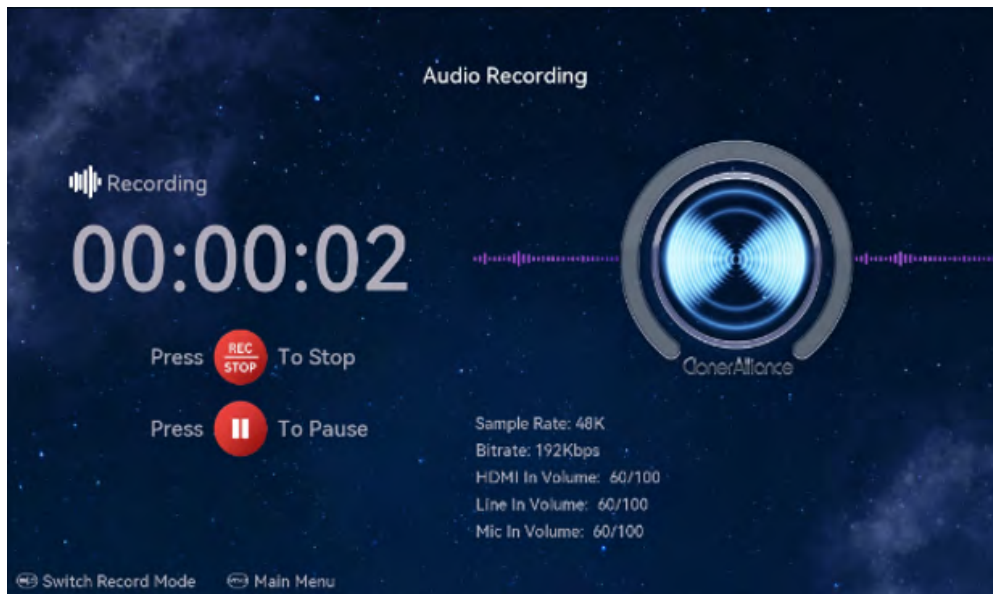 Audio Recording
Recording
00:00:02
Press REC STOP To Stop
Press To Pause
ClonerAlliance
Sample Rate: 48K
Bitrate: 192Kbps
HDMI In Volume: 60/100
Line In Volume: 60/100
Mic In Volume: 60/100
Switch Record Mode
Main Menu